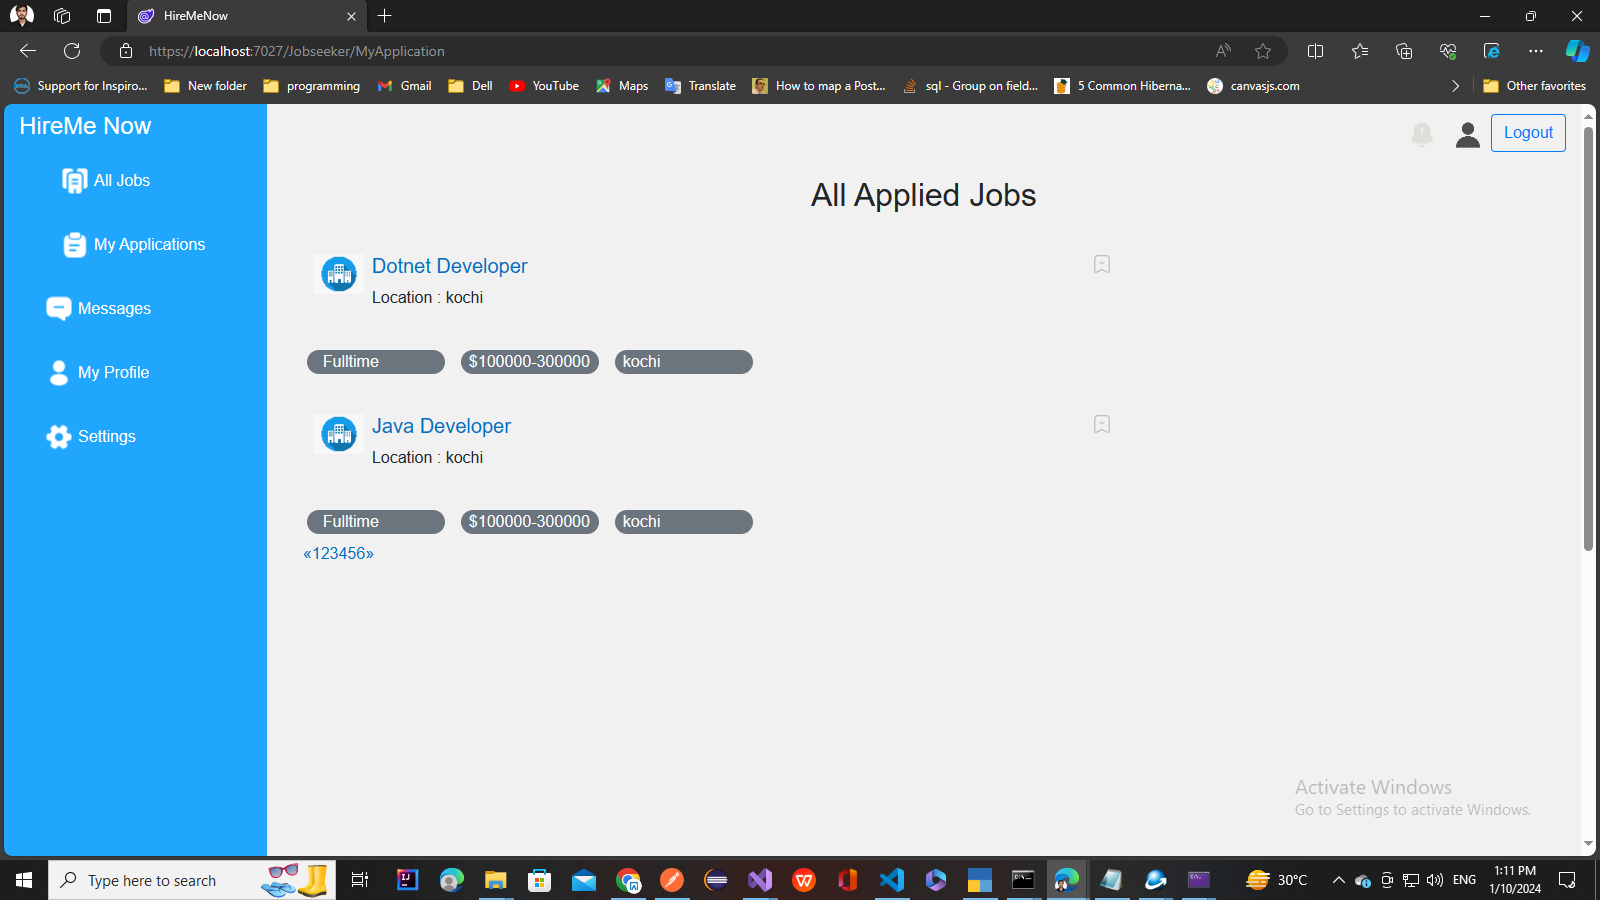 HireMeNow
https://localhost:7027/Jobseeker/MyApplication
Support for Inspiro...
New folder
programming
Gmail
Dell
YouTube
Maps
Translate
How to map a Post...
sql - Group on field...
5 Common Hiberna...
canvasjs.com
Other favorites
HireMe Now
Logout
All Jobs
My Applications
Messages
My Profile
Settings
All Applied Jobs
Dotnet Developer
Location : kochi
Fulltime
$100000-300000
kochi
Java Developer
Location : kochi
Fulltime
$100000-300000
kochi
«123456»
Activate Windows
Go to Settings to activate Windows.
Type here to search
30°C
ENG
1:11 PM
1/10/2024